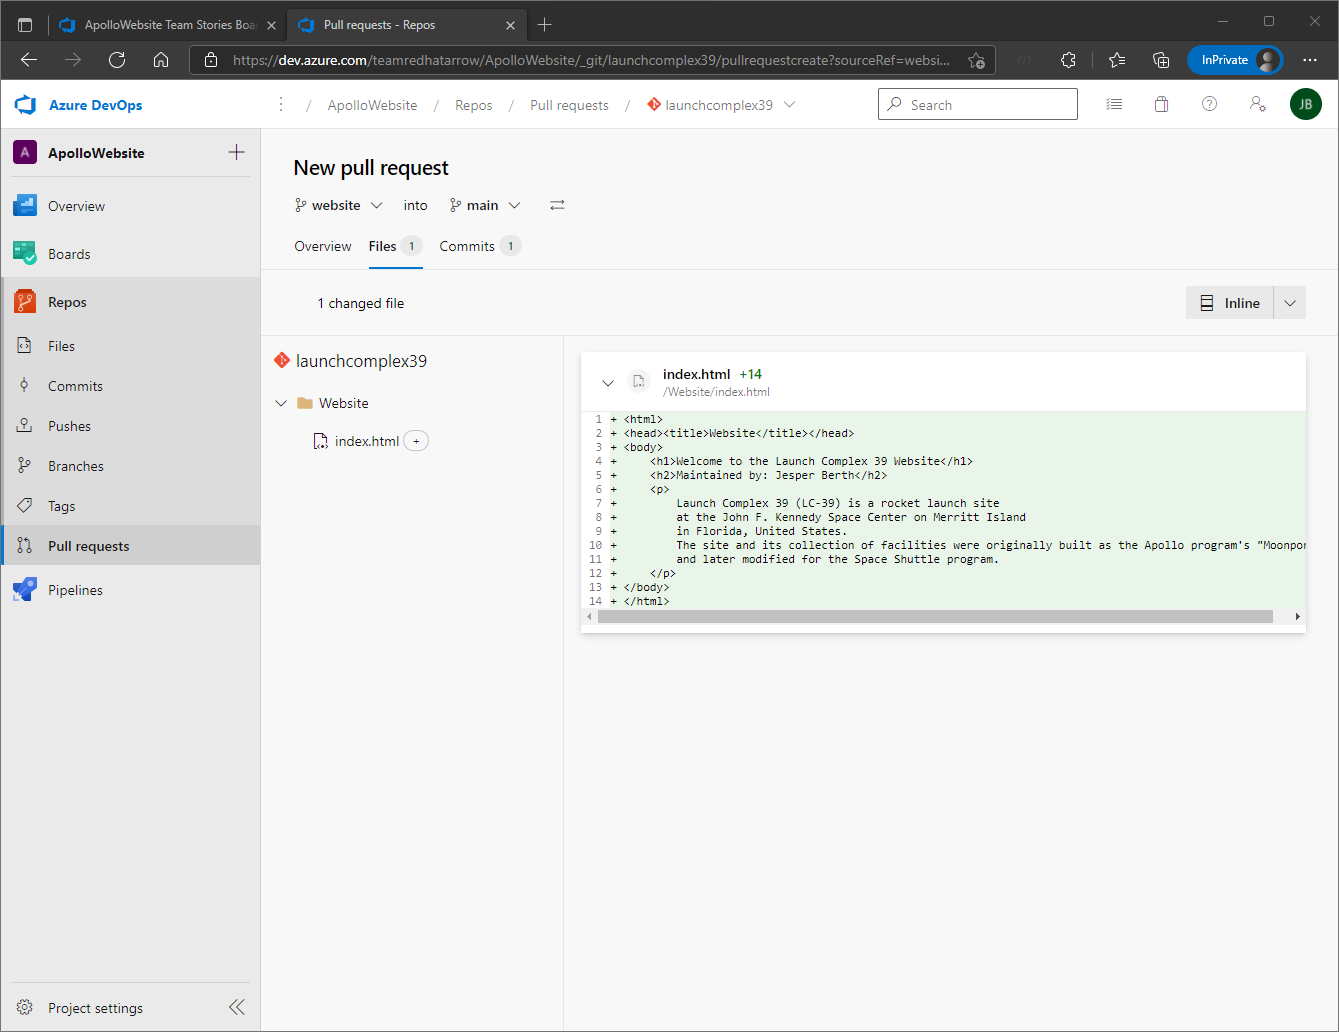 ApolloWebsite Team Stories Boa
Pull requests - Repos
https://dev.azure.com/teamredhatarrow/ApolloWebsite/_git/launchcomplex39/pullrequestcreate?sourceRef=websi...
InPrivate
Azure DevOps
/ ApolloWebsite / Repos / Pull requests / launchcomplex39
Search
JB
A ApolloWebsite
Overview
Boards
Repos
Files
Commits
Pushes
Branches
Tags
Pull requests
Pipelines
Project settings
New pull request
website into main
Overview Files 1 Commits 1
1 changed file
Inline
launchcomplex39
Website
index.html +
index.html +14
/Website/index.html
1 + <html>
2 + <head><title>Website</title></head>
3 + <body>
4 + <h1>Welcome to the Launch Complex 39 Website</h1>
5 + <h2>Maintained by: Jesper Berth</h2>
6 + <p>
7 + Launch Complex 39 (LC-39) is a rocket launch site
8 + at the John F. Kennedy Space Center on Merritt Island
9 + in Florida, United States.
10 + The site and its collection of facilities were originally built as the Apollo program's "Moonpor
11 + and later modified for the Space Shuttle program.
12 + </p>
13 + </body>
14 + </html>